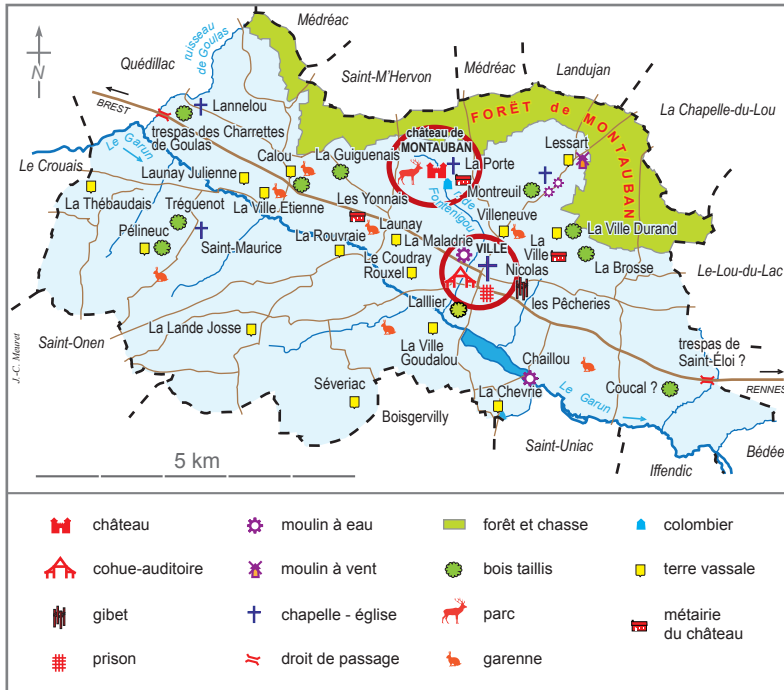 Médréac
Quédillac
ruisseau
de Goulas
Saint-M'Hervon
Médréac
Landujan
La Chapelle-du-Lou
N
BREST
Lannelou
trespas des Charrettes
de Goulas
FORÊT de MONTAUBAN
château de
MONTAUBAN
Le Crouais
Le Garun
Calou
La Guiguenais
La Porte
Lessart
Launay Julienne
Montreuil
La Thébaudais
Tréguenot
La Ville Etienne
Les Yonnais
de
Fontenigou
Villeneuve
La Ville Durand
Pélineuc
Saint-Maurice
Launay
La Rouvraie
La Maladrie
VILLE
La
Ville
La Brosse
Le Coudray
Rouxel
Nicolas
Le-Lou-du-Lac
les Pêcheries
Lalllier
La Lande Josse
Saint-Onen
J.-C. Meuret
La Ville
Goudalou
Chaillou
trespas de
Saint-Éloi ?
Coucal ?
RENNES
Séveriac
La Chevrie
Le Garun
Boisgervilly
Saint-Uniac
Bédée
Iffendic
5 km
château
moulin à eau
forêt et chasse
colombier
cohue-auditoire
moulin à vent
bois taillis
terre vassale
gibet
chapelle - église
parc
métairie
du château
prison
droit de passage
garenne